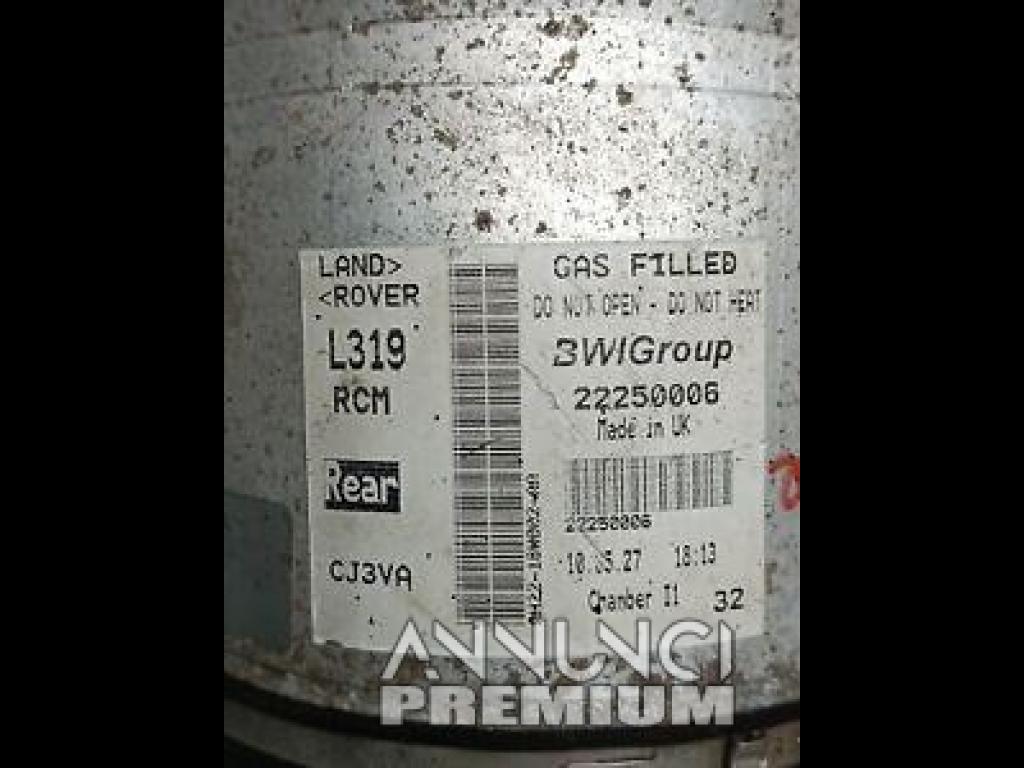 LAND>
<ROVER
L319
RCM
Rear
CJ3VA
GAS FILLED
DO NOT OPEN - DO NOT HEAT
BWIGroup
22250006
Made in UK
22250006
10.05.27 18:13
Chamber I1 32
ANNUNCI
PREMIUM